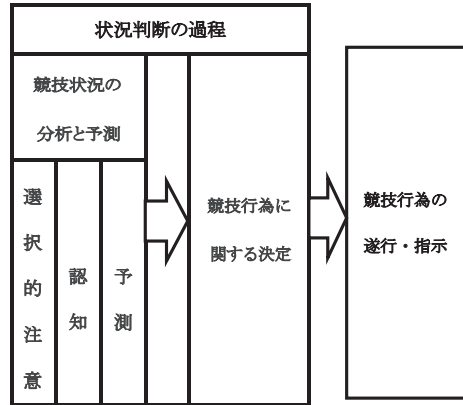 状況判断の過程
競技状況の
分析と予測
選択的注意
認知
予測
競技行為に
関する決定
競技行為の
遂行・指示